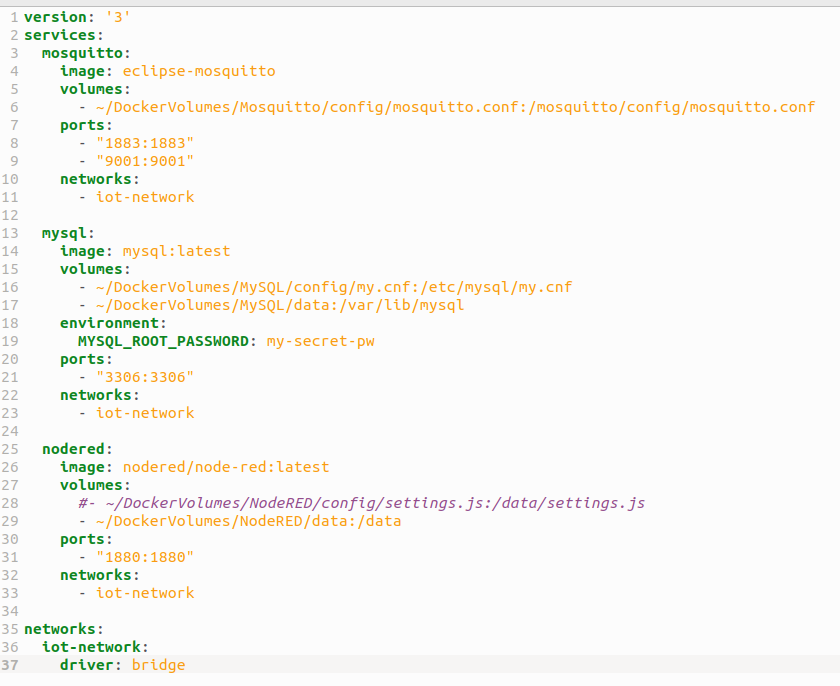 1 version: '3'
2 services:
3   mosquitto:
4     image: eclipse-mosquitto
5     volumes:
6       - ~/DockerVolumes/Mosquitto/config/mosquitto.conf:/mosquitto/config/mosquitto.conf
7     ports:
8       - "1883:1883"
9       - "9001:9001"
10     networks:
11       - iot-network
12
13   mysql:
14     image: mysql:latest
15     volumes:
16       - ~/DockerVolumes/MySQL/config/my.cnf:/etc/mysql/my.cnf
17       - ~/DockerVolumes/MySQL/data:/var/lib/mysql
18     environment:
19       MYSQL_ROOT_PASSWORD: my-secret-pw
20     ports:
21       - "3306:3306"
22     networks:
23       - iot-network
24
25   nodered:
26     image: nodered/node-red:latest
27     volumes:
28       #- ~/DockerVolumes/NodeRED/config/settings.js:/data/settings.js
29       - ~/DockerVolumes/NodeRED/data:/data
30     ports:
31       - "1880:1880"
32     networks:
33       - iot-network
34
35 networks:
36   iot-network:
37     driver: bridge